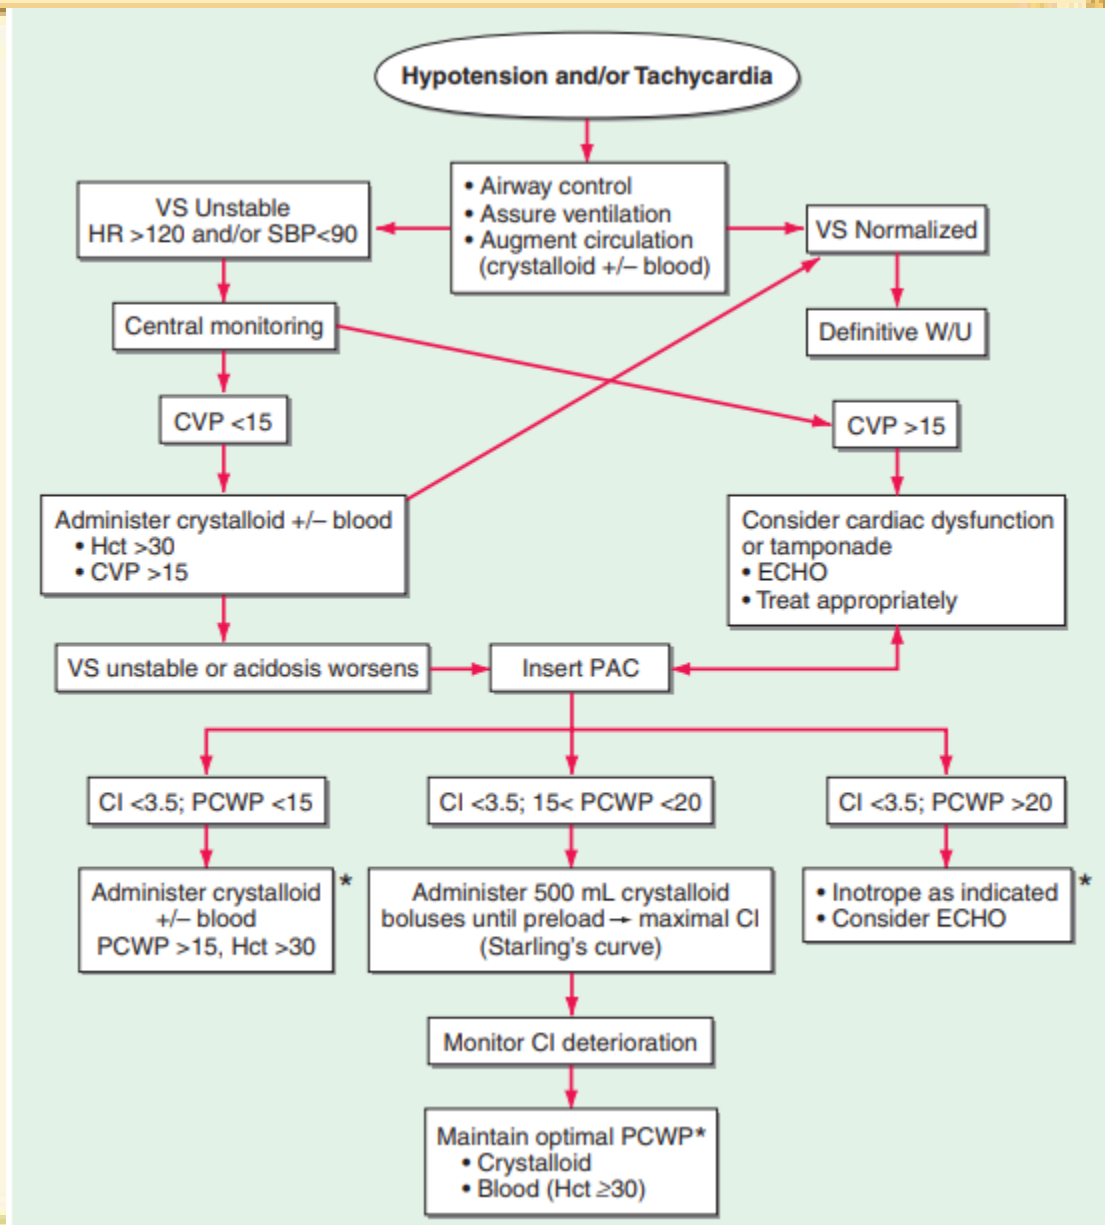 Hypotension and/or Tachycardia
• Airway control
• Assure ventilation
• Augment circulation
(crystalloid +/– blood)
VS Unstable
HR >120 and/or SBP<90
VS Normalized
Central monitoring
Definitive W/U
CVP <15
CVP >15
Administer crystalloid +/– blood
• Hct >30
• CVP >15
Consider cardiac dysfunction
or tamponade
• ECHO
• Treat appropriately
VS unstable or acidosis worsens
Insert PAC
CI <3.5; PCWP <15
CI <3.5; 15< PCWP <20
CI <3.5; PCWP >20
Administer crystalloid
+/– blood
PCWP >15, Hct >30
*
Administer 500 mL crystalloid
boluses until preload → maximal CI
(Starling's curve)
• Inotrope as indicated
• Consider ECHO
*
Monitor CI deterioration
Maintain optimal PCWP*
• Crystalloid
• Blood (Hct ≥30)